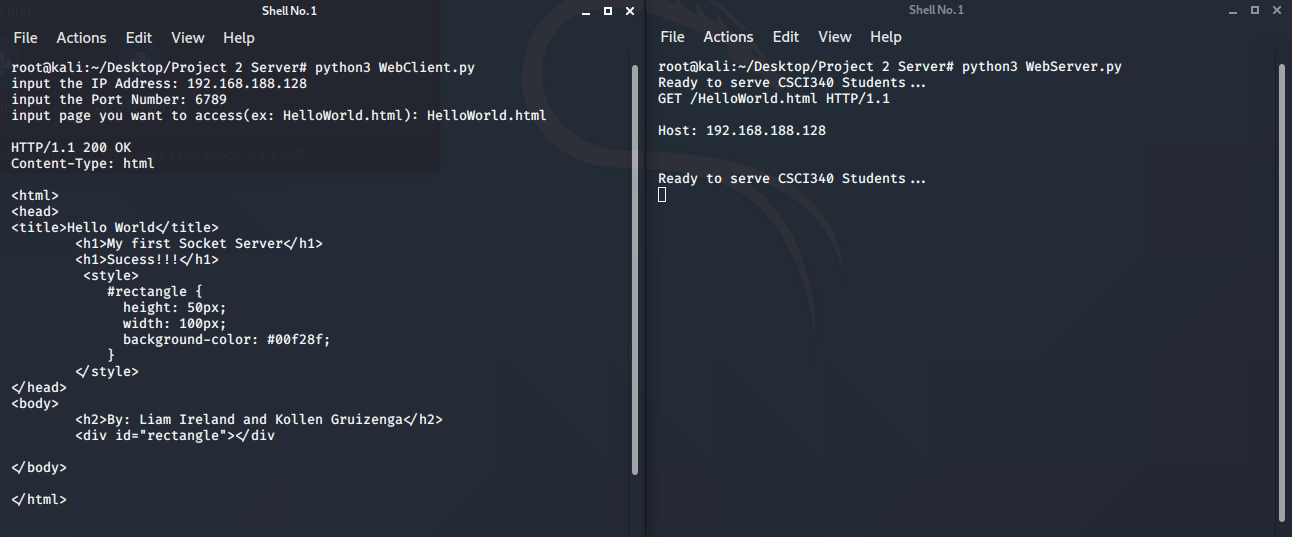 Shell No. 1
File Actions Edit View Help
root@kali:~/Desktop/Project 2 Server# python3 WebClient.py
input the IP Address: 192.168.188.128
input the Port Number: 6789
input page you want to access(ex: HelloWorld.html): HelloWorld.html
HTTP/1.1 200 OK
Content-Type: html
<html>
<head>
<title>Hello World</title>
<h1>My first Socket Server</h1>
<h1>Sucess!!!</h1>
<style>
#rectangle {
height: 50px;
width: 100px;
background-color: #00f28f;
}
</style>
</head>
<body>
<h2>By: Liam Ireland and Kollen Gruizenga</h2>
<div id="rectangle"></div
</body>
</html>
Shell No. 1
File Actions Edit View Help
root@kali:~/Desktop/Project 2 Server# python3 WebServer.py
Ready to serve CSCI340 Students...
GET /HelloWorld.html HTTP/1.1
Host: 192.168.188.128
Ready to serve CSCI340 Students...